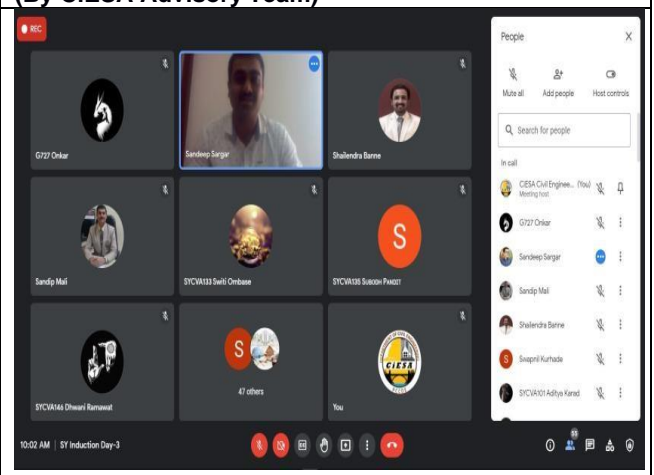 (By CiESA Advisory Team)
REC
G727 Onkar
Sandeep Sargar
Shailendra Banne
Sandip Mali
SYCVA133 Switi Ombase
S
SYCVA135 SUBODH PANDIT
SYCVA146 Dhwani Ramawat
S
47 others
CiESA
You
10:02 AM | SY Induction Day-3
People
Mute all
Add people
Host controls
Search for people
In call
CiESA Civil Enginee... (You)
Meeting host
G727 Onkar
Sandeep Sargar
Sandip Mali
Shailendra Banne
S
Swapnil Kurhade
SYCVA101 Aditya Karad
55